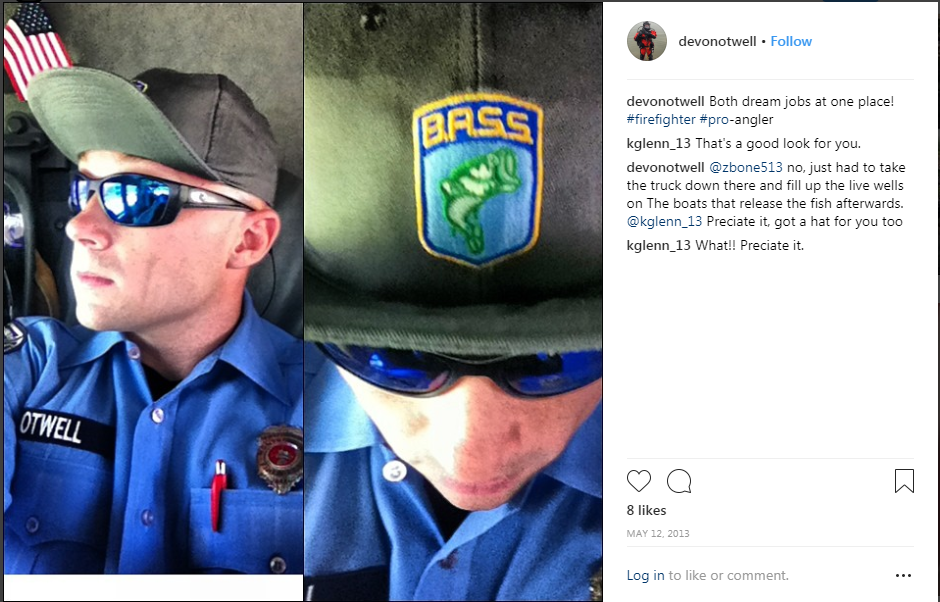 B.A.S.S.
OTWELL
devonotwell • Follow
devonotwell Both dream jobs at one place!
#firefighter #pro-angler
kglenn_13 That's a good look for you.
devonotwell @zbone513 no, just had to take
the truck down there and fill up the live wells
on The boats that release the fish afterwards.
@kglenn_13 Preciate it, got a hat for you too
kglenn_13 What!! Preciate it.
8 likes
MAY 12, 2013
Log in to like or comment.